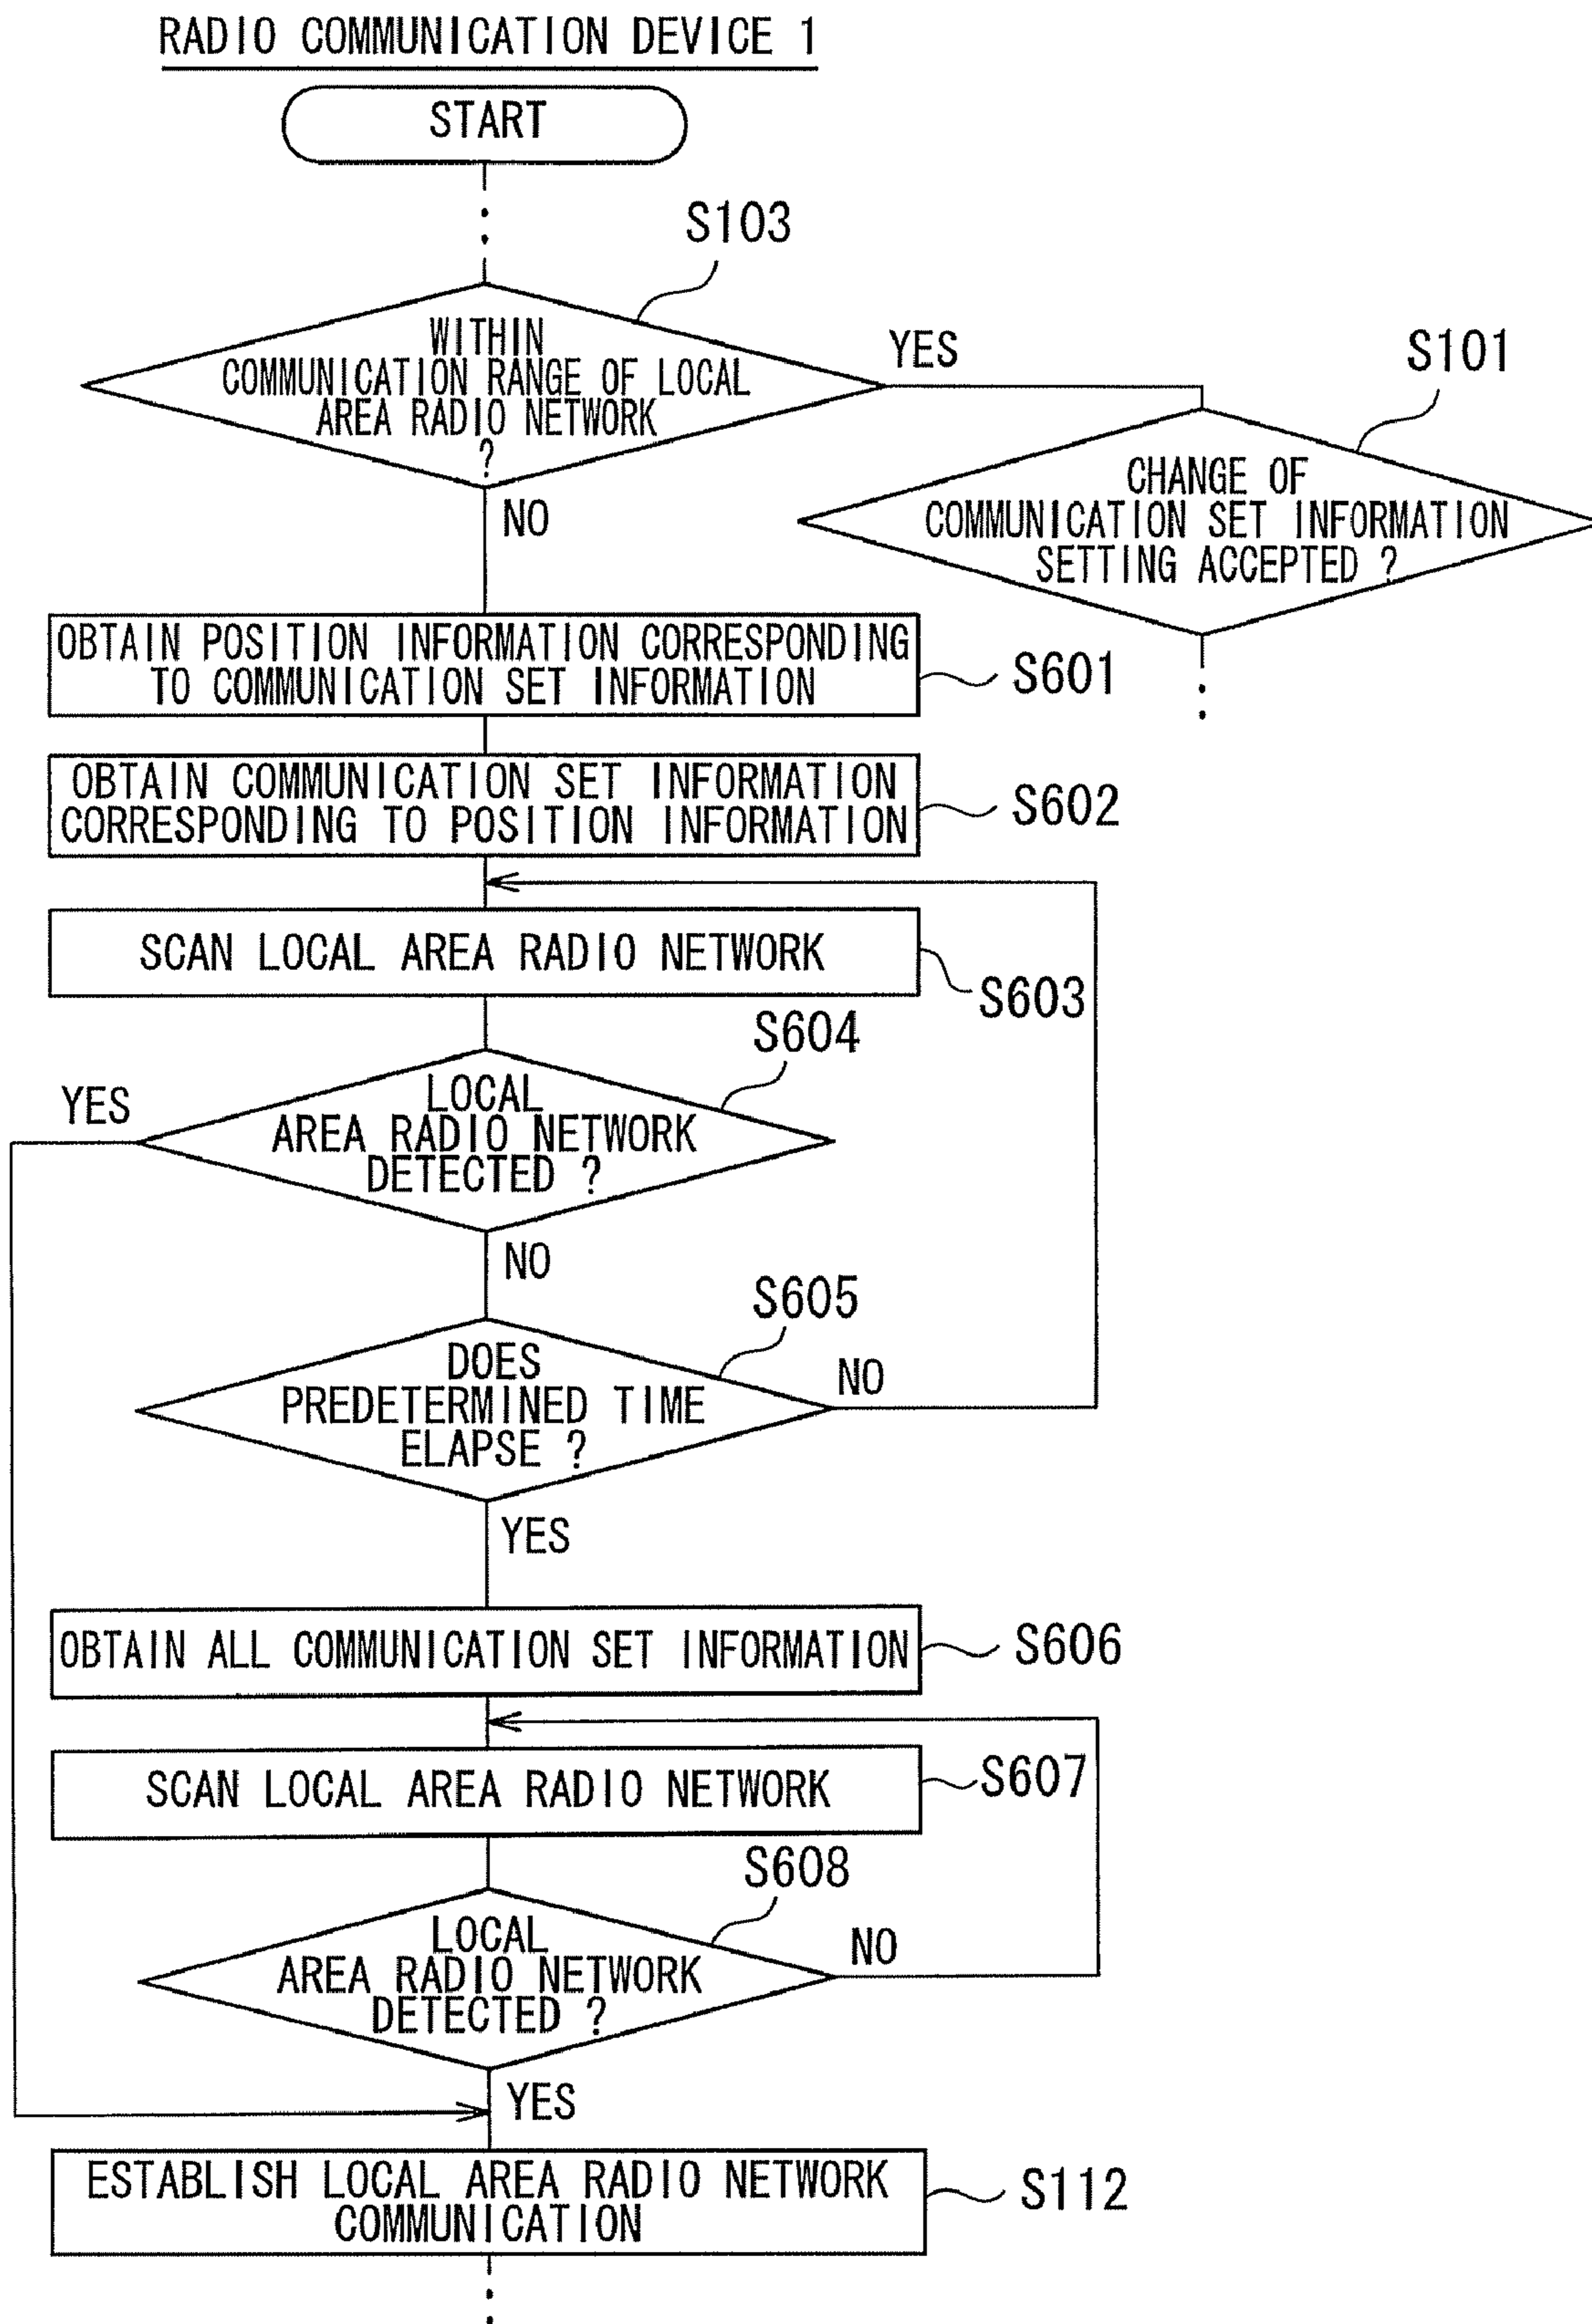 RADIO COMMUNICATION DEVICE 1
START
S103
WITHIN
COMMUNICATION RANGE OF LOCAL
AREA RADIO NETWORK
?
YES
NO
S101
CHANGE OF
COMMUNICATION SET INFORMATION
SETTING ACCEPTED ?
OBTAIN POSITION INFORMATION CORRESPONDING
TO COMMUNICATION SET INFORMATION
S601
OBTAIN COMMUNICATION SET INFORMATION
CORRESPONDING TO POSITION INFORMATION
S602
SCAN LOCAL AREA RADIO NETWORK
S603
S604
YES
LOCAL
AREA RADIO NETWORK
DETECTED ?
NO
S605
DOES
PREDETERMINED TIME
ELAPSE ?
NO
YES
OBTAIN ALL COMMUNICATION SET INFORMATION
S606
SCAN LOCAL AREA RADIO NETWORK
S607
S608
LOCAL
AREA RADIO NETWORK
DETECTED ?
NO
YES
ESTABLISH LOCAL AREA RADIO NETWORK
COMMUNICATION
S112